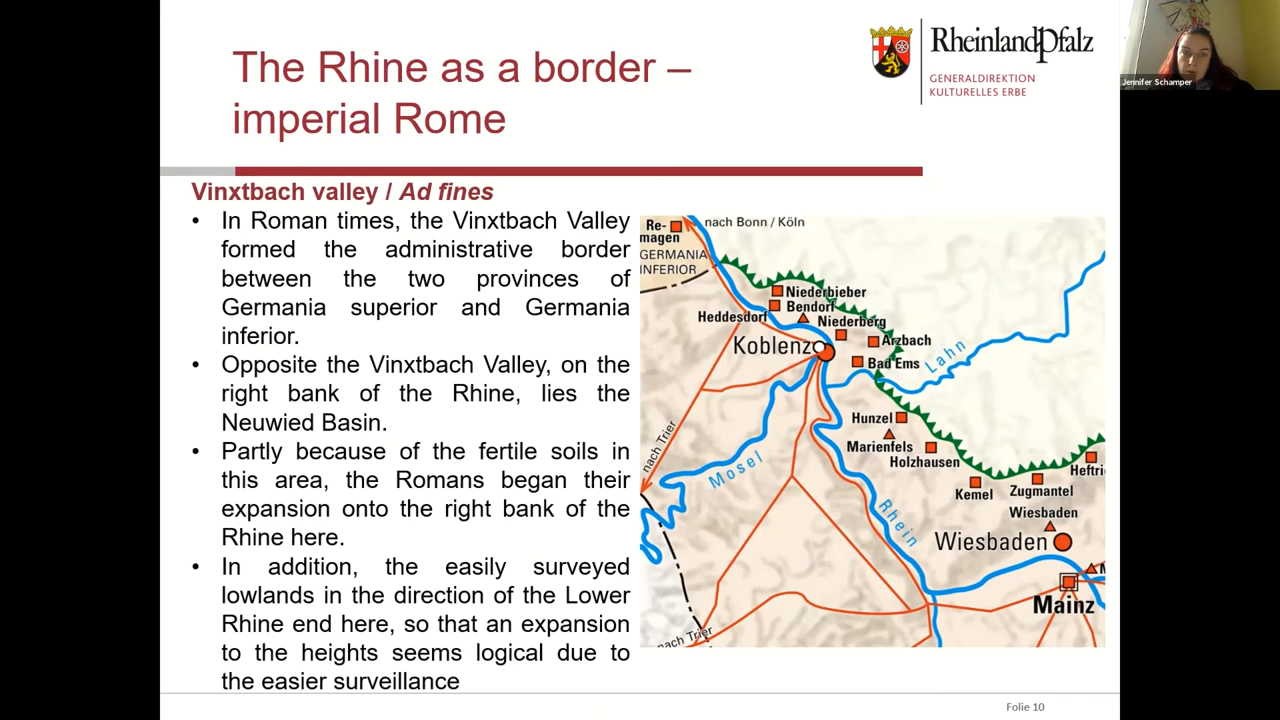 The Rhine as a border –
imperial Rome
RheinlandPfalz
GENERALDIREKTION
KULTURELLES ERBE
Jennifer Schamper
Vinxtbach valley / Ad fines
• In Roman times, the Vinxtbach Valley
formed the administrative border
between the two provinces of
Germania superior and Germania
inferior.
• Opposite the Vinxtbach Valley, on the
right bank of the Rhine, lies the
Neuwied Basin.
• Partly because of the fertile soils in
this area, the Romans began their
expansion onto the right bank of the
Rhine here.
• In addition, the easily surveyed
lowlands in the direction of the Lower
Rhine end here, so that an expansion
to the heights seems logical due to
the easier surveillance
nach Bonn / Köln
Re-
magen
GERMANIA
INFERIOR
Niederbieber
Bendorf
Heddesdorf
Niederberg
Koblenz
Arzbach
Bad Ems
Lahn
Hunzel
Marienfels
Holzhausen
nach Trier
Mosel
Heftri
Kemel
Zugmantel
Wiesbaden
Rhein
Wiesbaden
M
Mainz
nach Trier
Folie 10